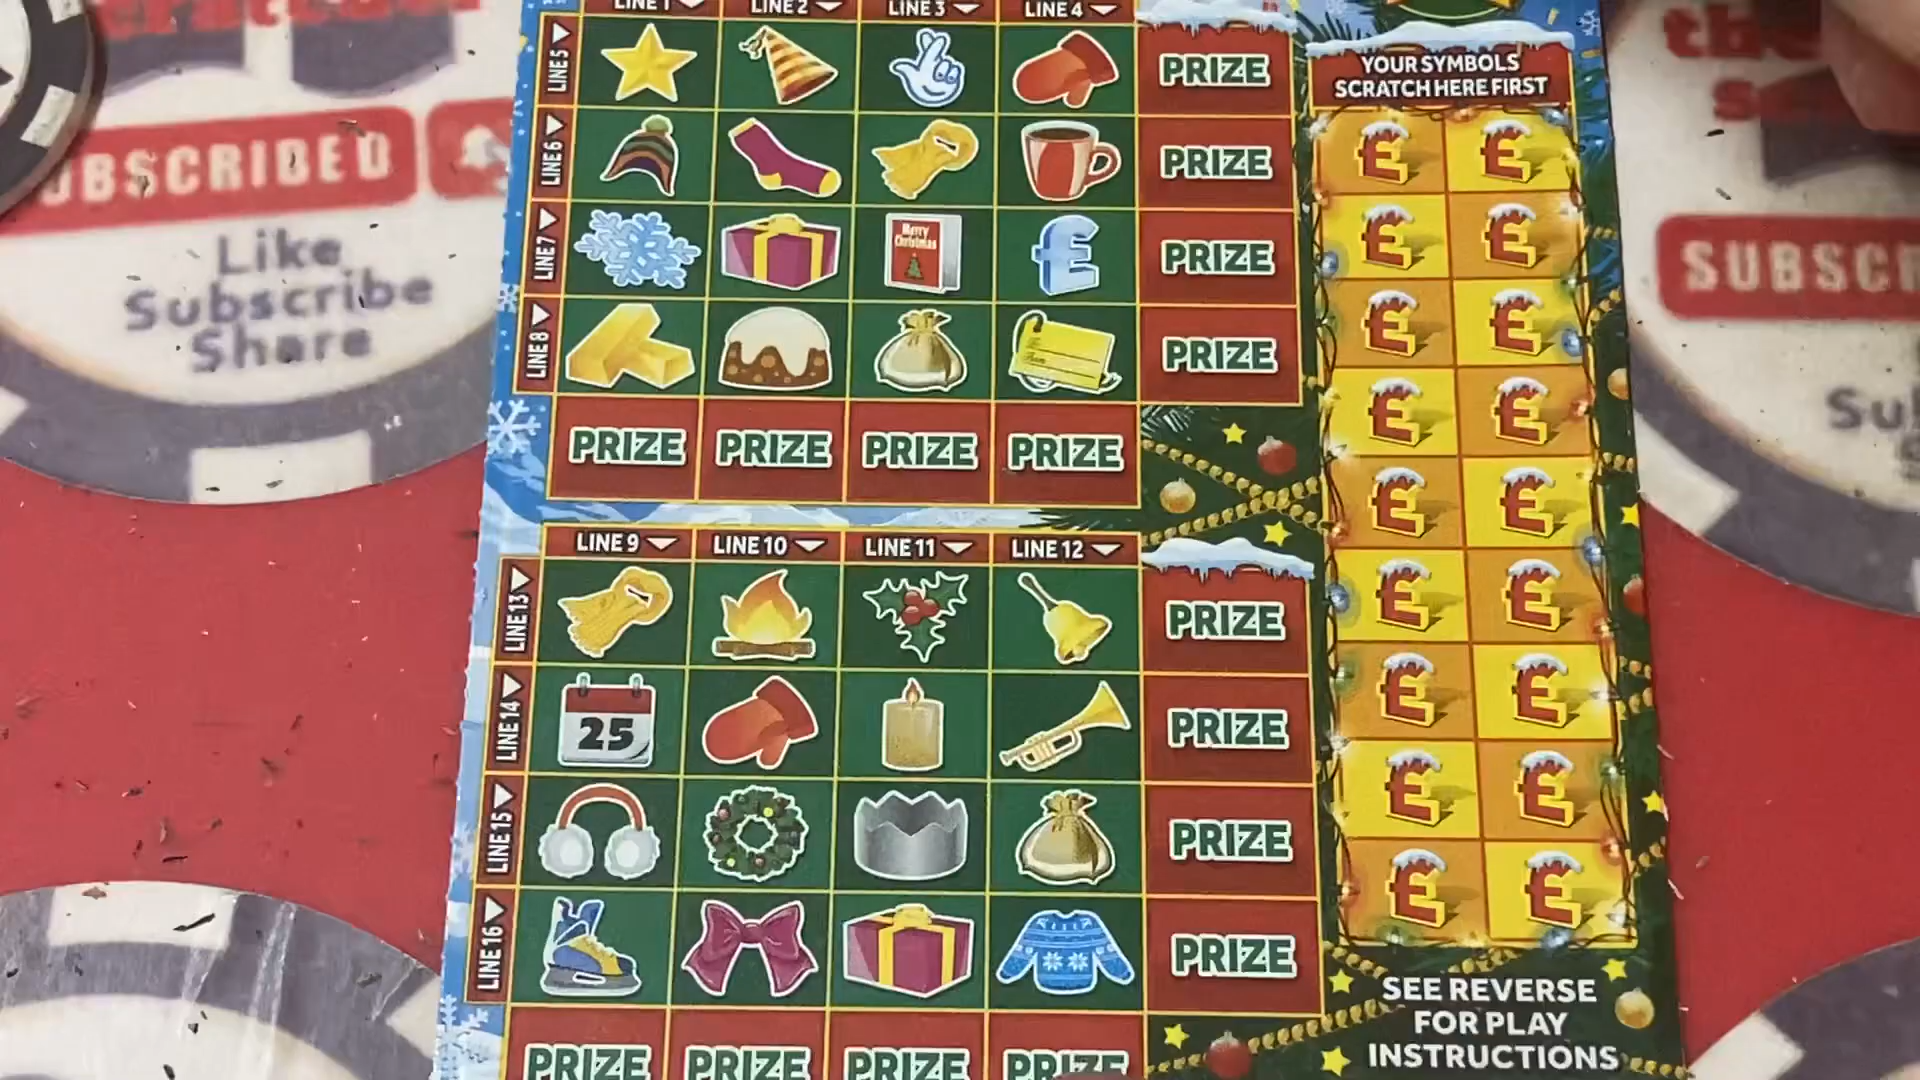 LINE 1 LINE 2 LINE 3 LINE 4
LINE 5 PRIZE
LINE 6 PRIZE
LINE 7 Merry Christmas £ PRIZE
LINE 8 PRIZE
PRIZE PRIZE PRIZE PRIZE
LINE 9 LINE 10 LINE 11 LINE 12
LINE 13 PRIZE
LINE 14 25 PRIZE
LINE 15 PRIZE
LINE 16 PRIZE
PRIZE PRIZE PRIZE PRIZE
YOUR SYMBOLS
SCRATCH HERE FIRST
£ £
£ £
£ £
£ £
£ £
£ £
£ £
£ £
£ £
SEE REVERSE
FOR PLAY
INSTRUCTIONS
UBSCRIBED
Like
Subscribe
Share
SUBSCR
Su